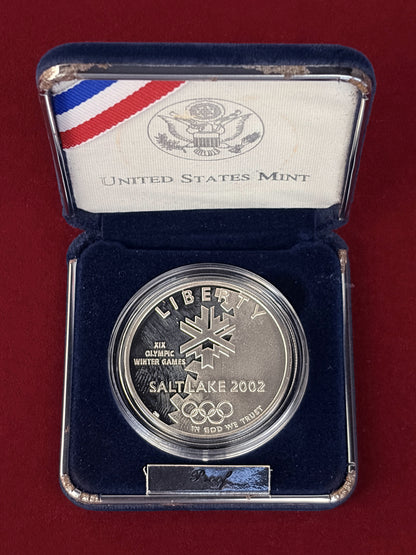 UNITED STATES MINT
LIBERTY
XIX
OLYMPIC
WINTER GAMES
SALT LAKE 2002
IN GOD WE TRUST
Proof